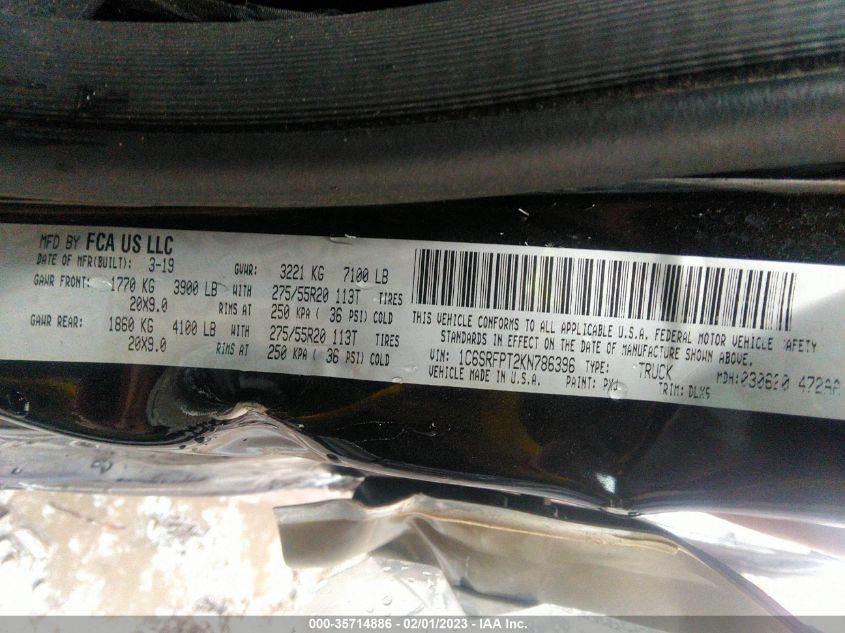 MFD BY FCA US LLC
DATE OF MFR(BUILT): 3-19 GVWR: 3221 KG 7100 LB
GAWR FRONT: 1770 KG 3900 LB WITH 275/55R20 113T TIRES
20X9.0 RIMS AT 250 KPA ( 36 PSI) COLD
GAWR REAR: 1860 KG 4100 LB WITH 275/55R20 113T TIRES
20X9.0 RIMS AT 250 KPA ( 36 PSI) COLD
THIS VEHICLE CONFORMS TO ALL APPLICABLE U.S.A. FEDERAL MOTOR VEHICLE AFETY
STANDARDS IN EFFECT ON THE DATE OF MANUFACTURE SHOWN ABOVE.
VIN: 1C6SRFPT2KN786396 TYPE: TRUCK MDH:
VEHICLE MADE IN U.S.A. PAINT: TRIM:
000-35714886 - 02/01/2023 - IAA Inc.